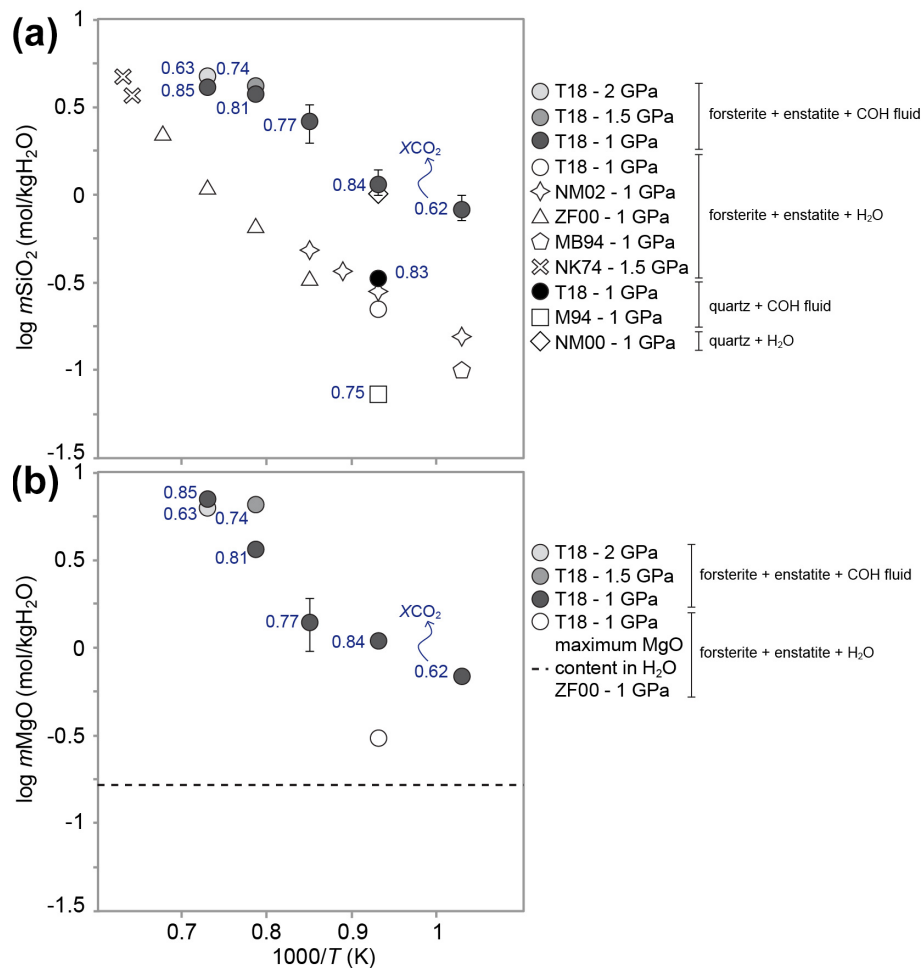 (a)
1
0.5
0
-0.5
-1
-1.5
log mSiO₂ (mol/kgH₂O)
0.63 0.74
0.85
0.81
0.77
XCO₂
0.84
0.62
0.83
0.75
T18 - 2 GPa
T18 - 1.5 GPa
T18 - 1 GPa
forsterite + enstatite + COH fluid
T18 - 1 GPa
NM02 - 1 GPa
ZF00 - 1 GPa
MB94 - 1 GPa
NK74 - 1.5 GPa
forsterite + enstatite + H₂O
T18 - 1 GPa
M94 - 1 GPa
quartz + COH fluid
NM00 - 1 GPa
quartz + H₂O
(b)
1
0.5
0
-0.5
-1
-1.5
log mMgO (mol/kgH₂O)
0.85
0.63 0.74
0.81
0.77
XCO₂
0.84
0.62
T18 - 2 GPa
T18 - 1.5 GPa
T18 - 1 GPa
forsterite + enstatite + COH fluid
T18 - 1 GPa
maximum MgO
content in H₂O
ZF00 - 1 GPa
forsterite + enstatite + H₂O
0.7 0.8 0.9 1
1000/T (K)